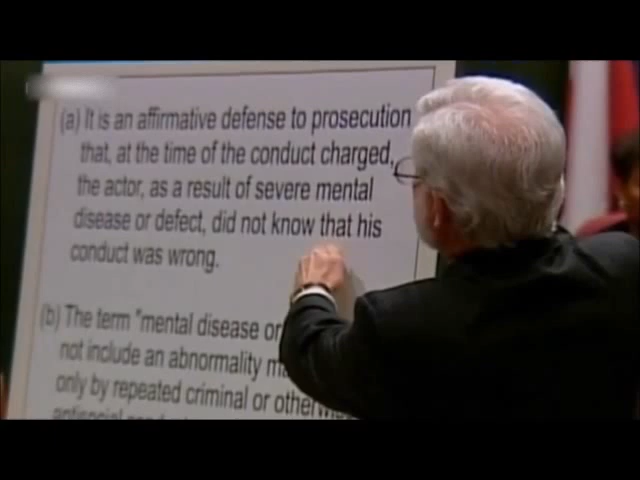 (a) It is an affirmative defense to prosecution
that, at the time of the conduct charged,
the actor, as a result of severe mental
disease or defect, did not know that his
conduct was wrong.
(b) The term "mental disease or
not include an abnormality
only by repeated criminal or
antisocial